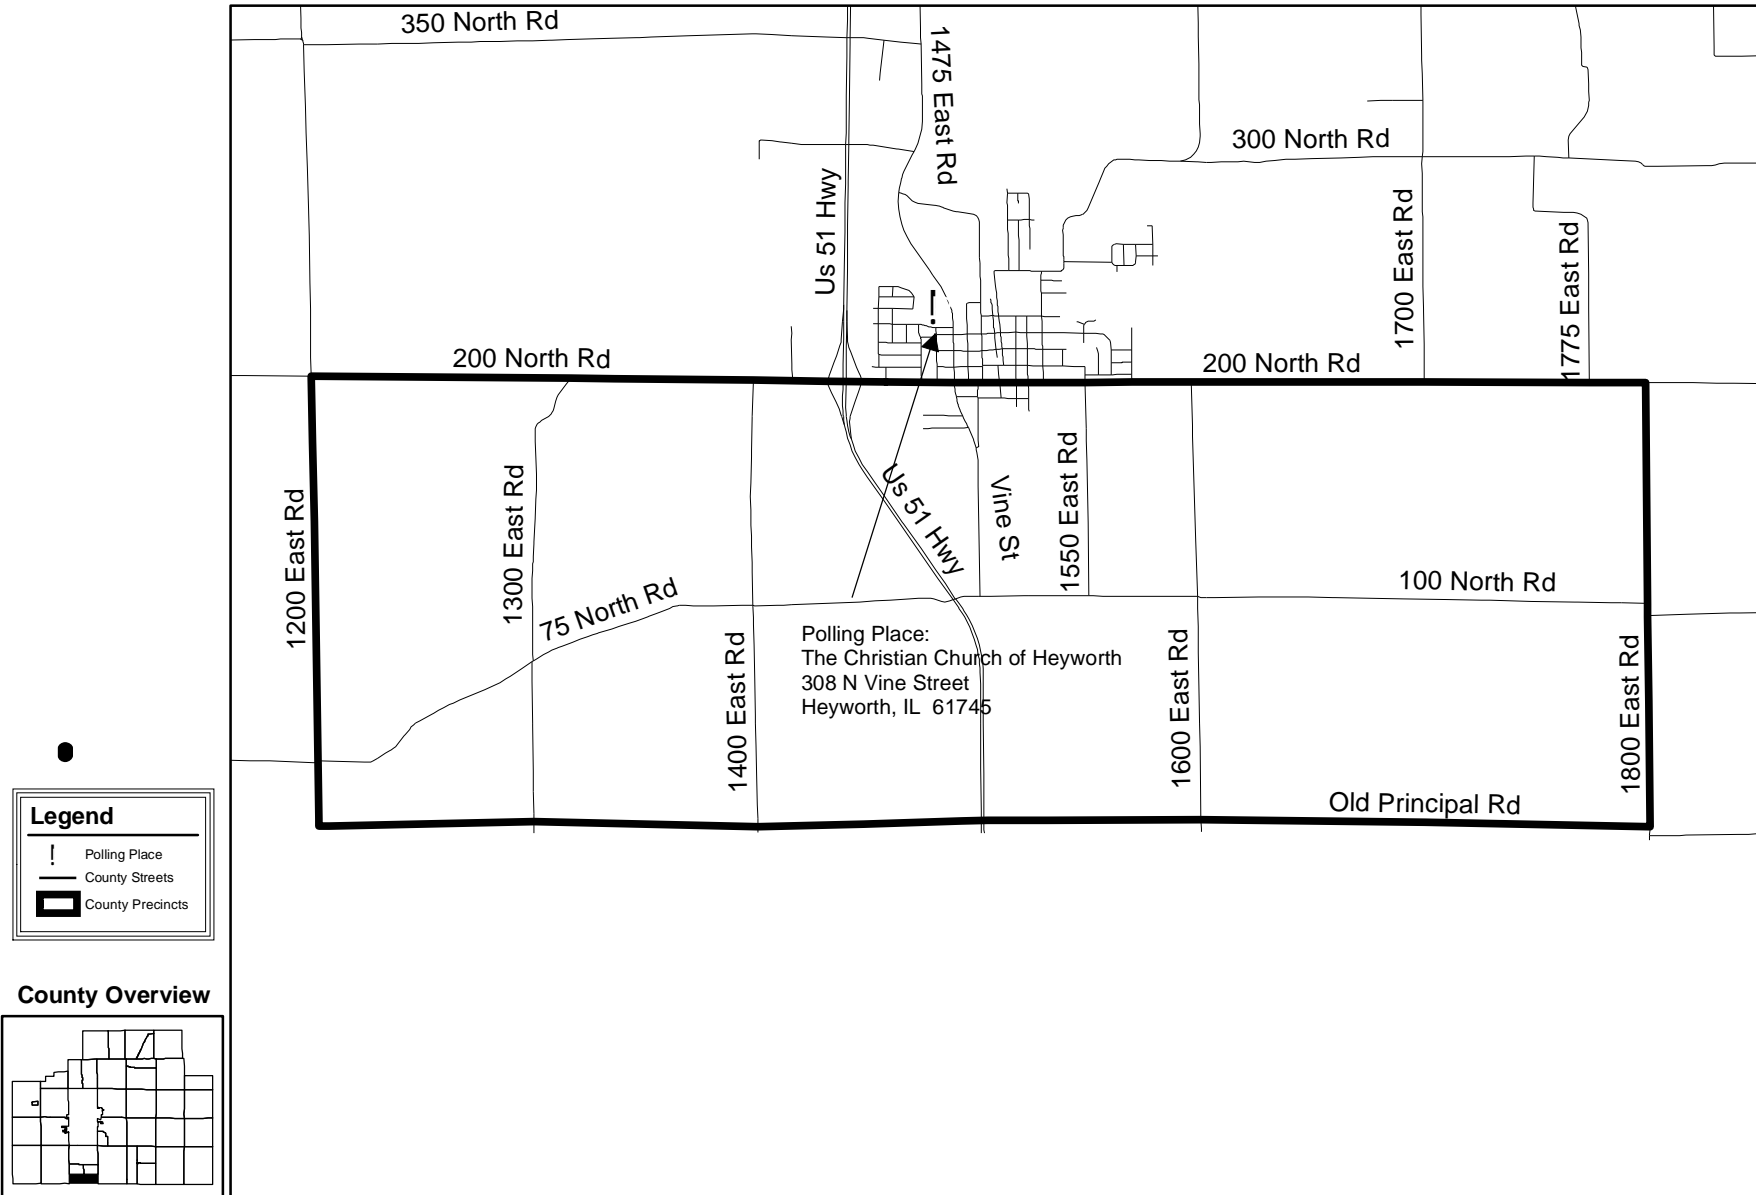 350 North Rd
1475 East Rd
300 North Rd
Us 51 Hwy
1700 East Rd
1775 East Rd
200 North Rd
200 North Rd
1200 East Rd
1300 East Rd
Us 51 Hwy
Vine St
1550 East Rd
75 North Rd
100 North Rd
Polling Place:
The Christian Church of Heyworth
308 N Vine Street
Heyworth, IL 61745
1400 East Rd
1600 East Rd
1800 East Rd
Old Principal Rd
Legend
Polling Place
County Streets
County Precincts
County Overview